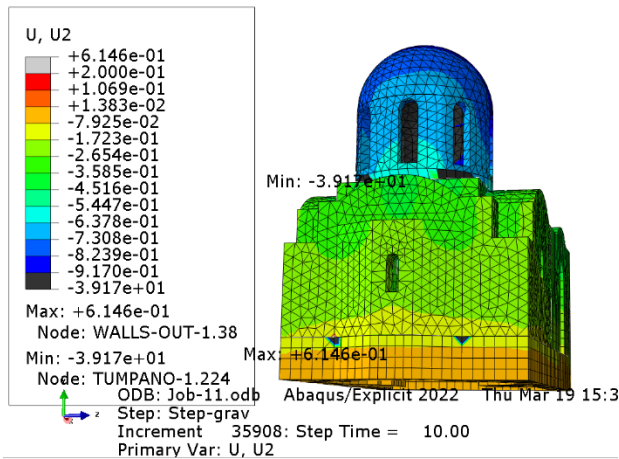 U, U2
+6.146e-01
+2.000e-01
+1.069e-01
+1.383e-02
-7.925e-02
-1.723e-01
-2.654e-01
-3.585e-01
-4.516e-01
-5.447e-01
-6.378e-01
-7.308e-01
-8.239e-01
-9.170e-01
-3.917e+01
Max: +6.146e-01
Node: WALLS-OUT-1.38
Min: -3.917e+01
Node: TUMPANO-1.224
Min: -3.917e+01
Max: +6.146e-01
z
ODB: Job-11.odb Abaqus/Explicit 2022 Thu Mar 19 15:3
Step: Step-grav
Increment 35908: Step Time = 10.00
Primary Var: U, U2